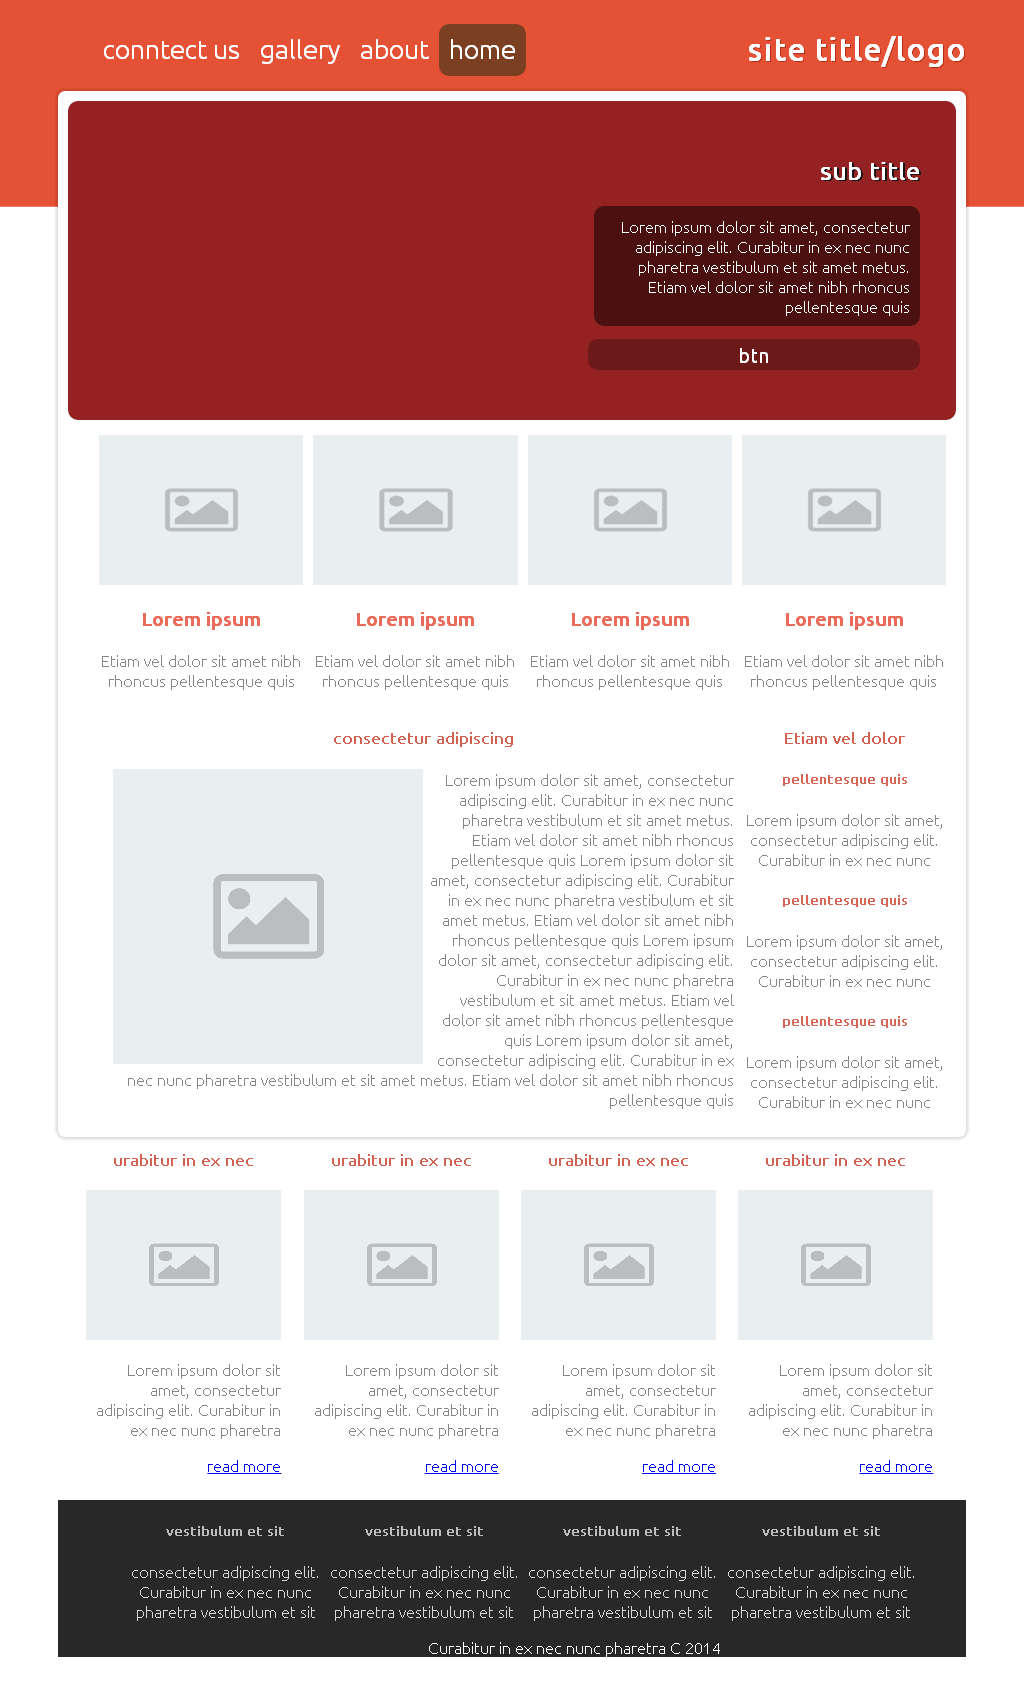 conntect us gallery about home site title/logo
sub title
Lorem ipsum dolor sit amet, consectetur
adipiscing elit. Curabitur in ex nec nunc
pharetra vestibulum et sit amet metus.
Etiam vel dolor sit amet nibh rhoncus
pellentesque quis
btn
Lorem ipsum
Etiam vel dolor sit amet nibh
rhoncus pellentesque quis
Lorem ipsum
Etiam vel dolor sit amet nibh
rhoncus pellentesque quis
Lorem ipsum
Etiam vel dolor sit amet nibh
rhoncus pellentesque quis
Lorem ipsum
Etiam vel dolor sit amet nibh
rhoncus pellentesque quis
consectetur adipiscing
Lorem ipsum dolor sit amet, consectetur
adipiscing elit. Curabitur in ex nec nunc
pharetra vestibulum et sit amet metus.
Etiam vel dolor sit amet nibh rhoncus
pellentesque quis Lorem ipsum dolor sit
amet, consectetur adipiscing elit. Curabitur
in ex nec nunc pharetra vestibulum et sit
amet metus. Etiam vel dolor sit amet nibh
rhoncus pellentesque quis Lorem ipsum
dolor sit amet, consectetur adipiscing elit.
Curabitur in ex nec nunc pharetra
vestibulum et sit amet metus. Etiam vel
dolor sit amet nibh rhoncus pellentesque
quis Lorem ipsum dolor sit amet,
consectetur adipiscing elit. Curabitur in ex
nec nunc pharetra vestibulum et sit amet metus. Etiam vel dolor sit amet nibh rhoncus
pellentesque quis
Etiam vel dolor
pellentesque quis
Lorem ipsum dolor sit amet,
consectetur adipiscing elit.
Curabitur in ex nec nunc
pellentesque quis
Lorem ipsum dolor sit amet,
consectetur adipiscing elit.
Curabitur in ex nec nunc
pellentesque quis
Lorem ipsum dolor sit amet,
consectetur adipiscing elit.
Curabitur in ex nec nunc
urabitur in ex nec
Lorem ipsum dolor sit
amet, consectetur
adipiscing elit. Curabitur in
ex nec nunc pharetra
read more
urabitur in ex nec
Lorem ipsum dolor sit
amet, consectetur
adipiscing elit. Curabitur in
ex nec nunc pharetra
read more
urabitur in ex nec
Lorem ipsum dolor sit
amet, consectetur
adipiscing elit. Curabitur in
ex nec nunc pharetra
read more
urabitur in ex nec
Lorem ipsum dolor sit
amet, consectetur
adipiscing elit. Curabitur in
ex nec nunc pharetra
read more
vestibulum et sit
consectetur adipiscing elit.
Curabitur in ex nec nunc
pharetra vestibulum et sit
vestibulum et sit
consectetur adipiscing elit.
Curabitur in ex nec nunc
pharetra vestibulum et sit
vestibulum et sit
consectetur adipiscing elit.
Curabitur in ex nec nunc
pharetra vestibulum et sit
vestibulum et sit
consectetur adipiscing elit.
Curabitur in ex nec nunc
pharetra vestibulum et sit
Curabitur in ex nec nunc pharetra C 2014